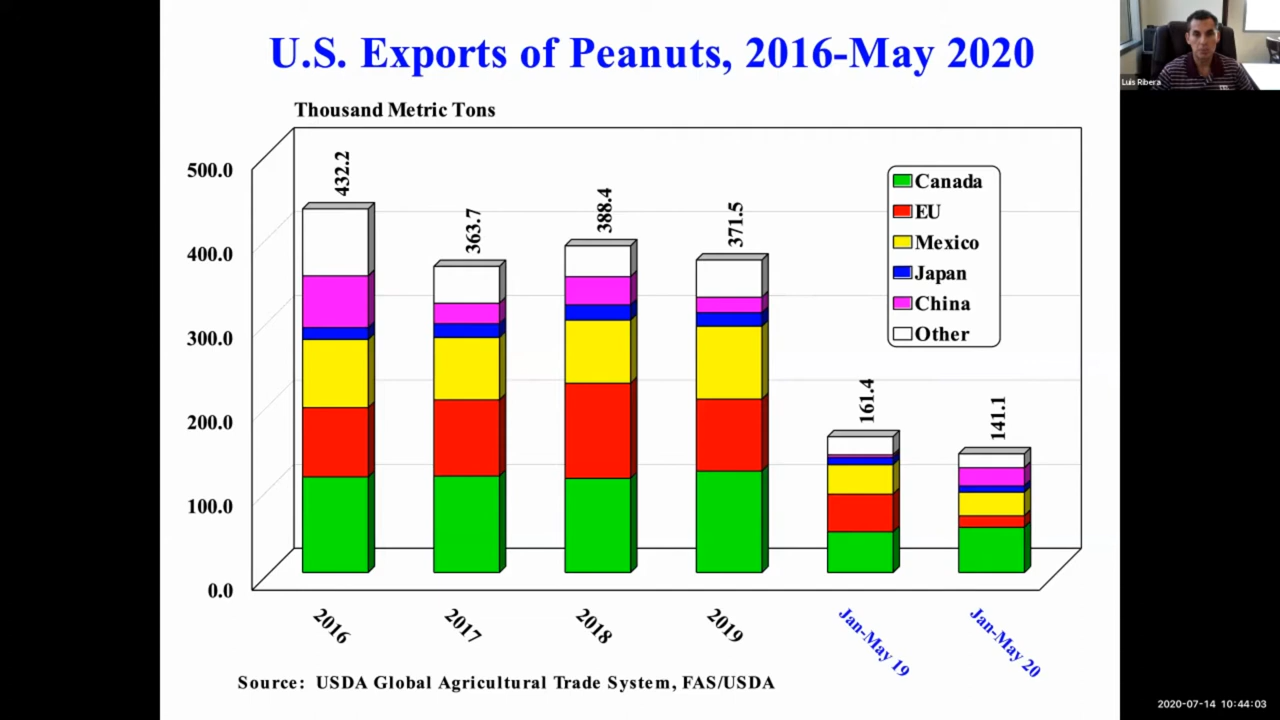 U.S. Exports of Peanuts, 2016-May 2020
Luis Ribera
Thousand Metric Tons
500.0
400.0
300.0
200.0
100.0
0.0
432.2
363.7
388.4
371.5
161.4
141.1
Canada
EU
Mexico
Japan
China
Other
2016
2017
2018
2019
Jan-May 19
Jan-May 20
Source: USDA Global Agricultural Trade System, FAS/USDA
2020-07-14 10:44:03